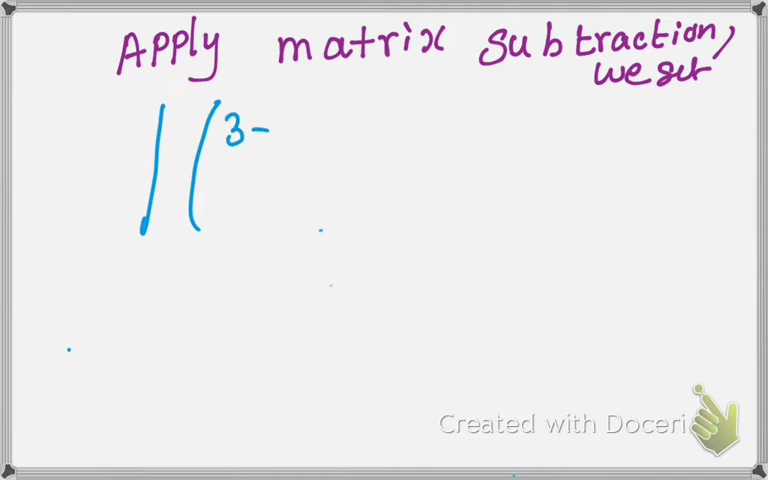 Apply matrix subtraction,
we get
| ( 3 -
Created with Doceri